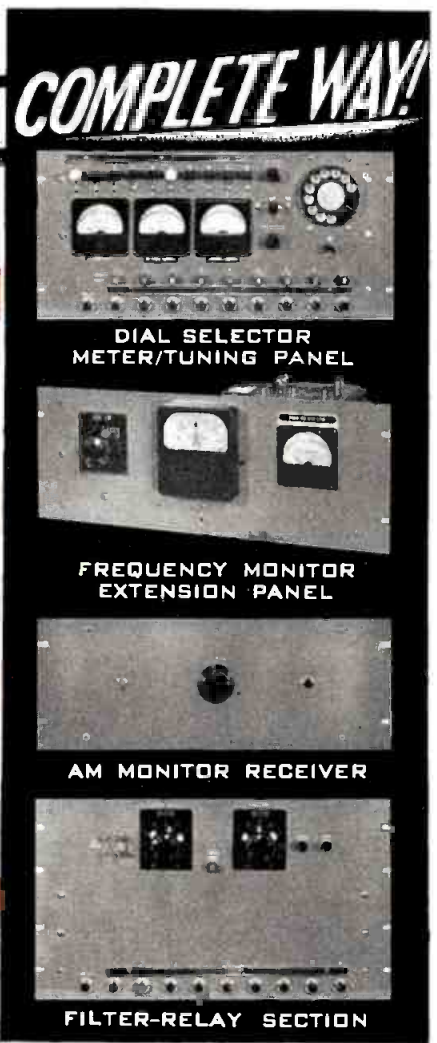 COMPLETE WAY!
DIAL SELECTOR
METER/TUNING PANEL
FREQUENCY MONITOR
EXTENSION PANEL
AM MONITOR RECEIVER
FILTER-RELAY SECTION